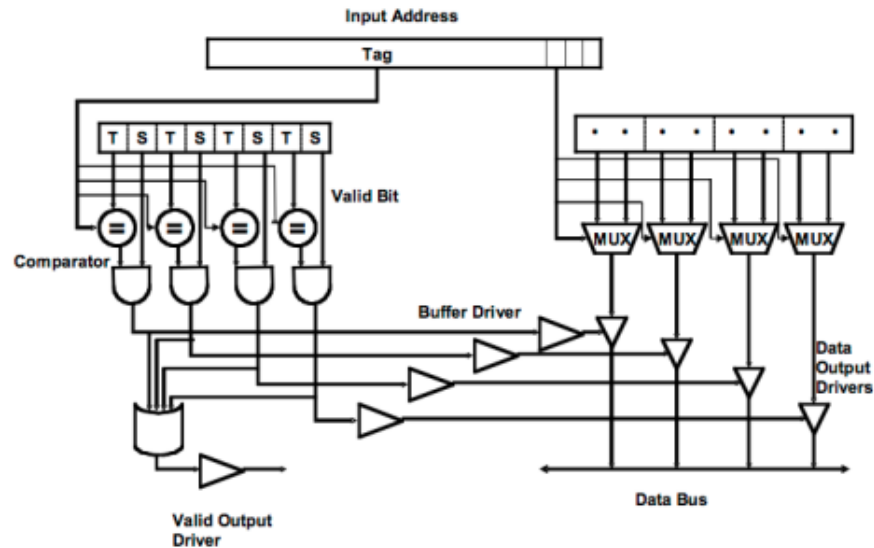 Input Address
Tag
T S T S T S T S
Valid Bit
= = = =
MUX MUX MUX MUX
Comparator
Buffer Driver
Data
Output
Drivers
Data Bus
Valid Output
Driver